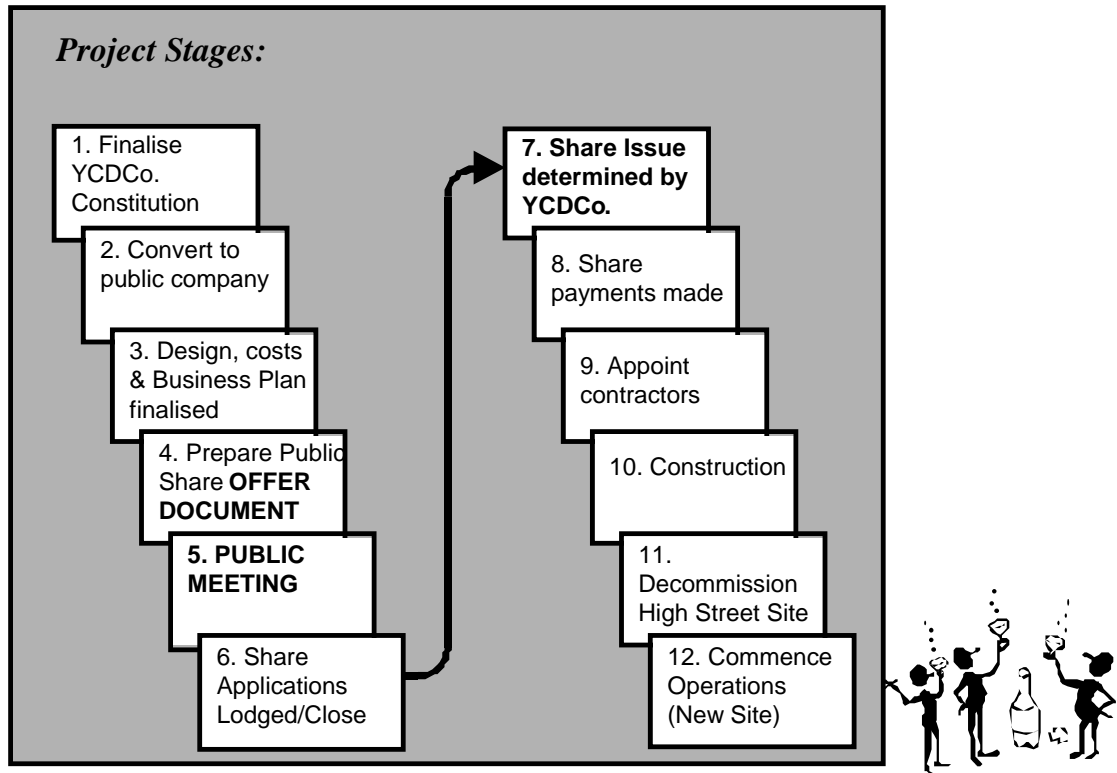 Project Stages:
1. Finalise
YCDCo.
Constitution
2. Convert to
public company
3. Design, costs
& Business Plan
finalised
4. Prepare Public
Share OFFER
DOCUMENT
5. PUBLIC
MEETING
6. Share
Applications
Lodged/Close
7. Share Issue
determined by
YCDCo.
8. Share
payments made
9. Appoint
contractors
10. Construction
11.
Decommission
High Street Site
12. Commence
Operations
(New Site)